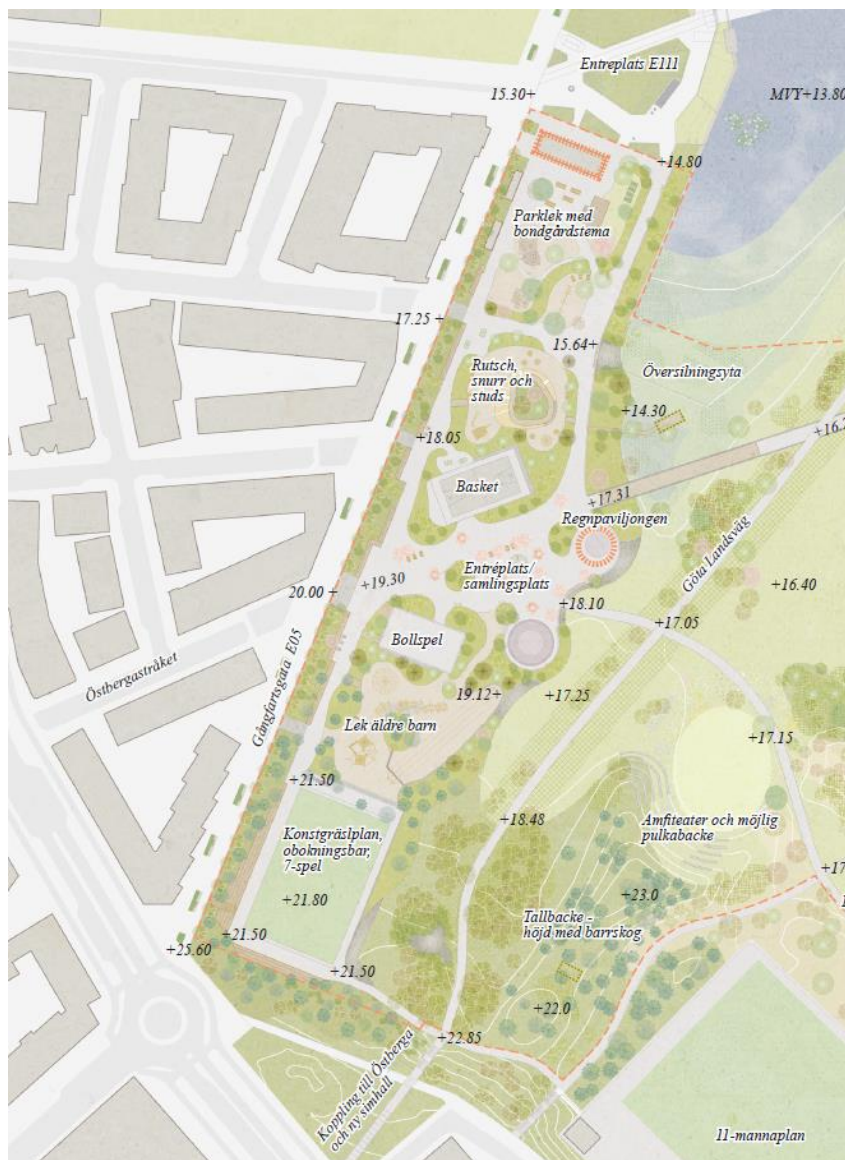 Entreplats E111
15.30+
MVY+13.80
+14.80
Parklek med
bondgårdstema
17.25 +
15.64+
Rutsch,
snurr och
studs
Översilningsyta
+14.30
+18.05
+16.2
Basket
+17.31
Regnpaviljongen
Göta Landsväg
Entréplats/
samlingsplats
+19.30
20.00 +
+16.40
+18.10
+17.05
Bollspel
Östbergastråket
Gångfartsgata E05
19.12+
+17.25
Lek äldre barn
+17.15
+21.50
+18.48
Amfiteater och möjlig
pulkabacke
Konstgräslplan,
obokningsbar,
7-spel
+17
+21.80
+23.0
Tallbacke -
höjd med barrskog
+21.50
+25.60
+21.50
+22.0
+22.85
Koppling till Östberga
och ny simhall
11-mannaplan